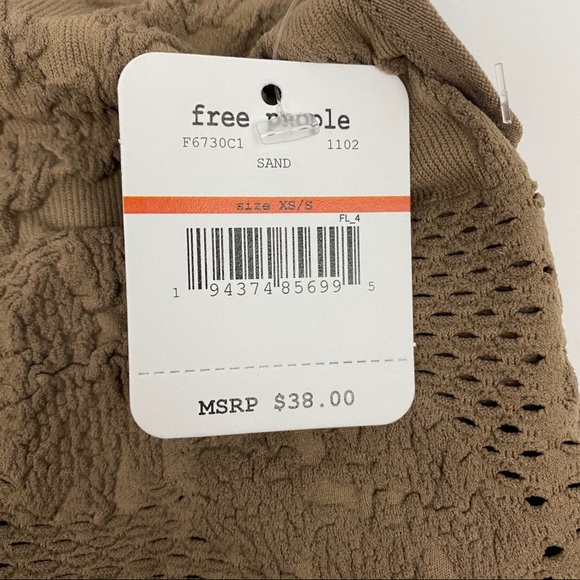 free people
F6730C1 1102
SAND
size XS/S
FL_4
1 94374 85699 5
MSRP $38.00